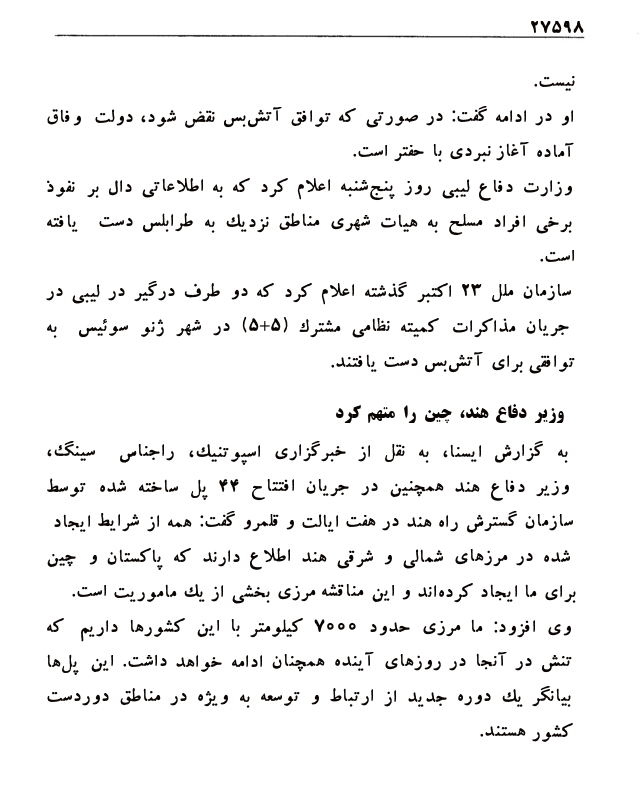 ۲۷۵۹۸
نیست.
او در ادامه گفت: در صورتی که توافق آتش‌بس نقض شود، دولت وفاق
آماده آغاز نبردی با حفتر است.
وزارت دفاع لیبی روز پنج‌شنبه اعلام کرد که به اطلاعاتی دال بر نفوذ
برخی افراد مسلح به هیات شهری مناطق نزدیك به طرابلس دست یافته
است.
سازمان ملل ۲۳ اکتبر گذشته اعلام کرد که دو طرف درگیر در لیبی در
جریان مذاکرات کمیته نظامی مشترك (۵+۵) در شهر ژنو سوئیس به
توافقی برای آتش‌بس دست یافتند.
وزیر دفاع هند، چین را متهم کرد
به گزارش ایسنا، به نقل از خبرگزاری اسپوتنیك، راجناس سینگ،
وزیر دفاع هند همچنین در جریان افتتاح ۴۴ پل ساخته شده توسط
سازمان گسترش راه هند در هفت ایالت و قلمرو گفت: همه از شرایط ایجاد
شده در مرزهای شمالی و شرقی هند اطلاع دارند که پاکستان و چین
برای ما ایجاد کرده‌اند و این مناقشه مرزی بخشی از یك ماموریت است.
وی افزود: ما مرزی حدود ۷۰۰۰ کیلومتر با این کشورها داریم که
تنش در آنجا در روزهای آینده همچنان ادامه خواهد داشت. این پل‌ها
بیانگر یك دوره جدید از ارتباط و توسعه به ویژه در مناطق دوردست
کشور هستند.